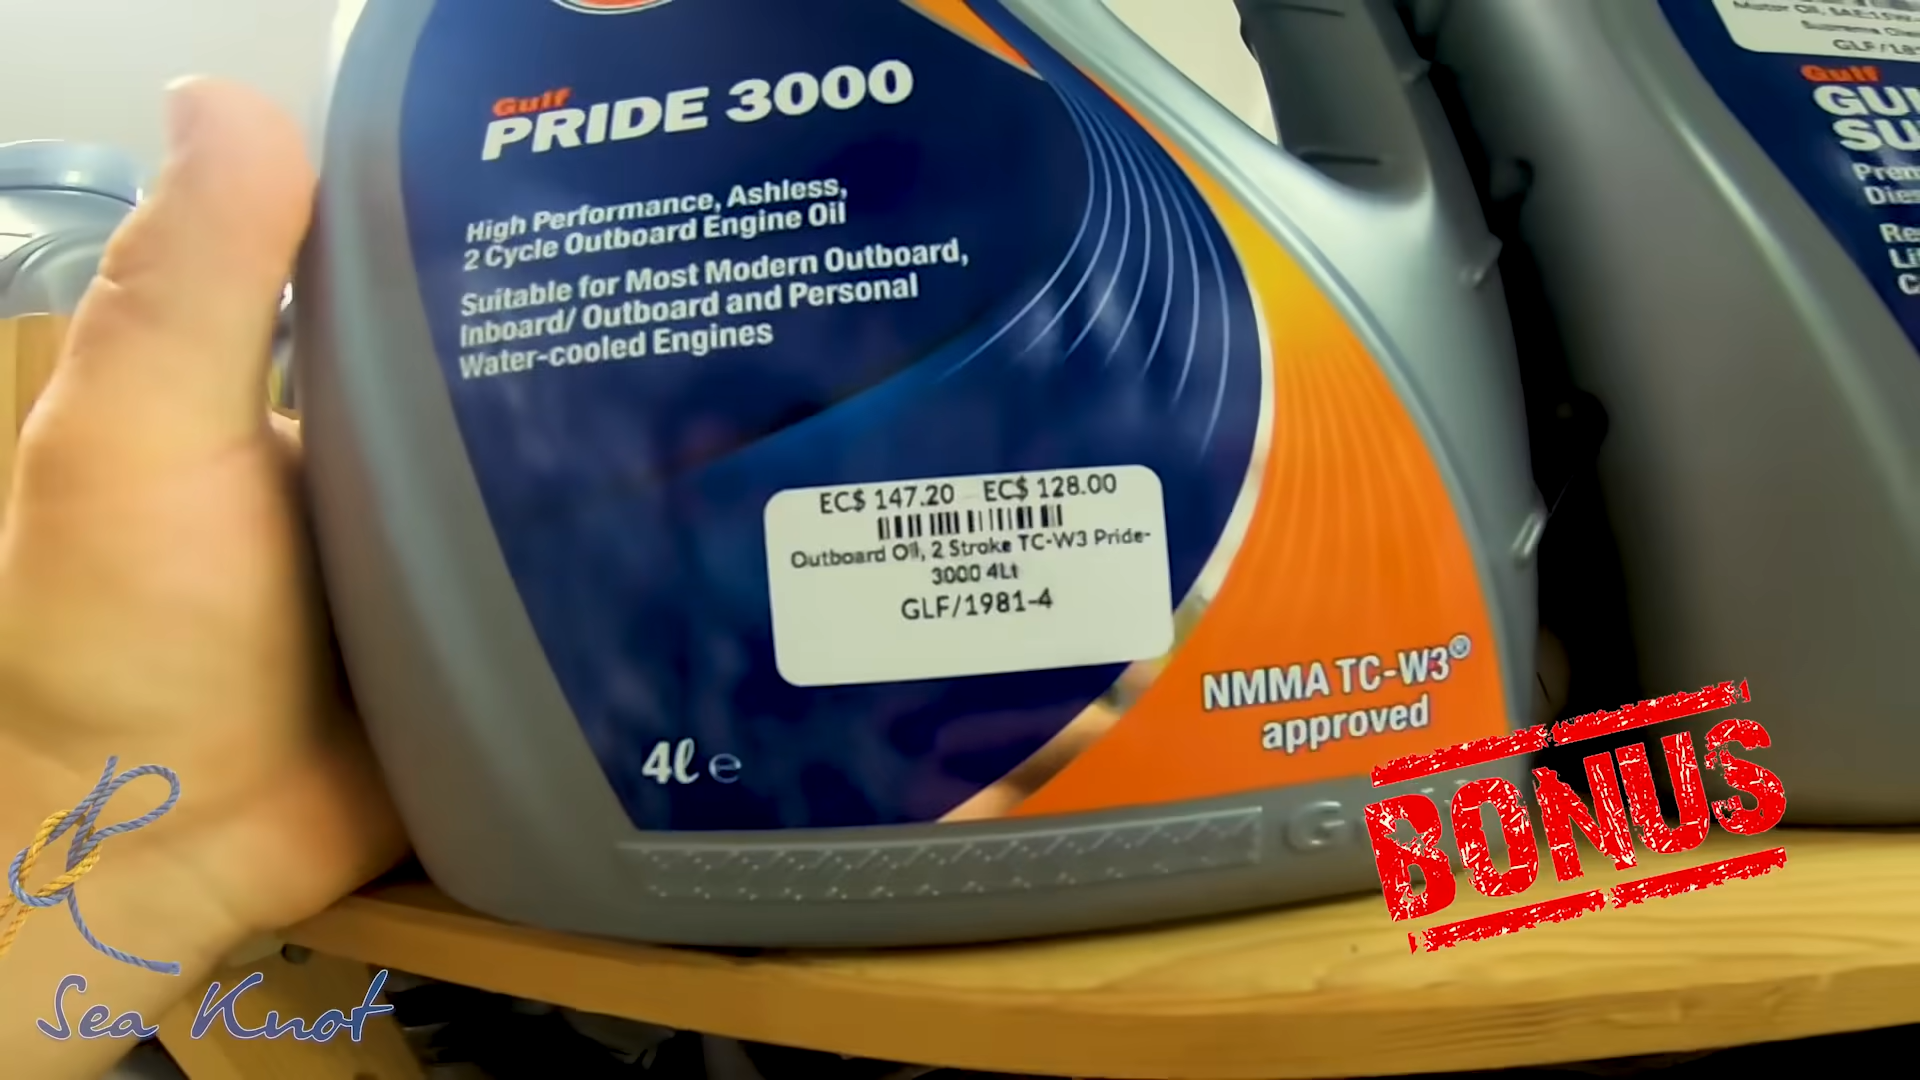 Gulf
PRIDE 3000
High Performance, Ashless,
2 Cycle Outboard Engine Oil
Suitable for Most Modern Outboard,
Inboard/ Outboard and Personal
Water-cooled Engines
EC$ 147.20 EC$ 128.00
Outboard Oil, 2 Stroke TC-W3 Pride-
3000 4Lt
GLF/1981-4
NMMA TC-W3®
approved
4ℓ e
Gulf
BONUS
Sea Knot